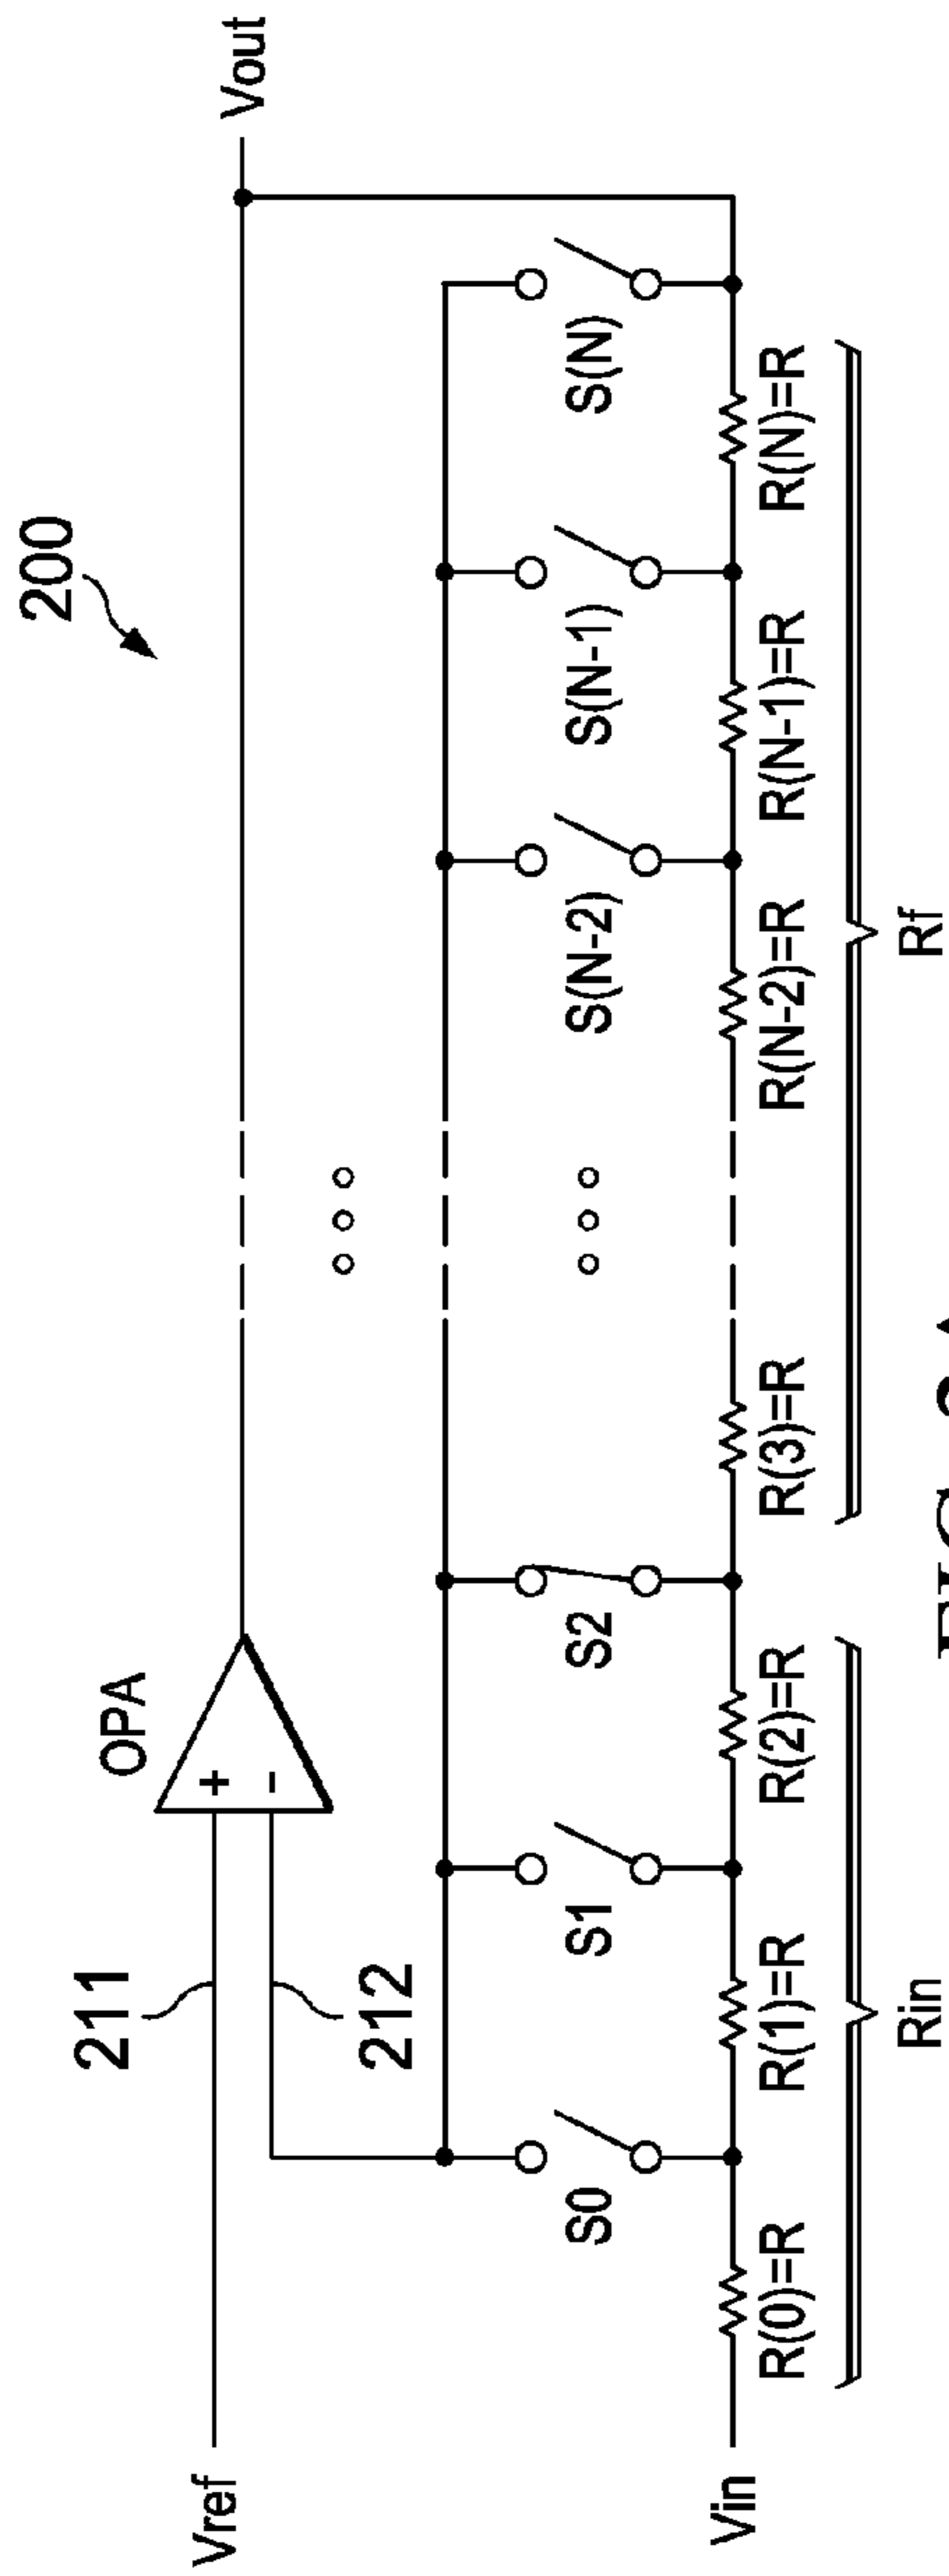 200
Vref
211
212
OPA
+
-
Vout
S0
S1
S2
S(N-2)
S(N-1)
S(N)
Vin
R(0)=R
R(1)=R
R(2)=R
R(3)=R
R(N-2)=R
R(N-1)=R
R(N)=R
Rin
Rf